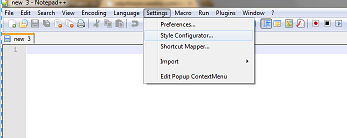 new 3 - Notepad++
File Edit Search View Encoding Language Settings Macro Run Plugins Window ?
Preferences...
Style Configurator...
Shortcut Mapper...
Import
Edit Popup ContextMenu
new 3
1